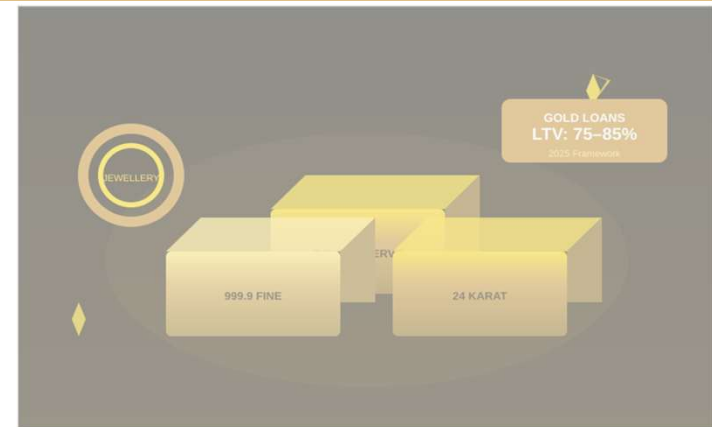 GOLD LOANS
LTV: 75–85%
2025 Framework
JEWELLERY
999.9 FINE
24 KARAT